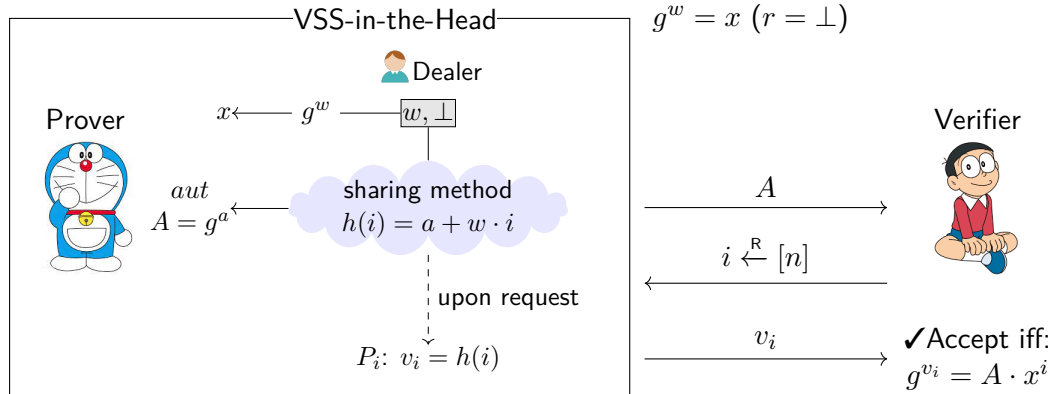 VSS-in-the-Head
g^w = x (r = ⊥)
Dealer
x ← g^w — w, ⊥
Prover
Verifier
sharing method
h(i) = a + w · i
aut
A = g^a
A
i ←R [n]
upon request
P_i: v_i = h(i)
v_i
✓Accept iff:
g^{v_i} = A · x^i